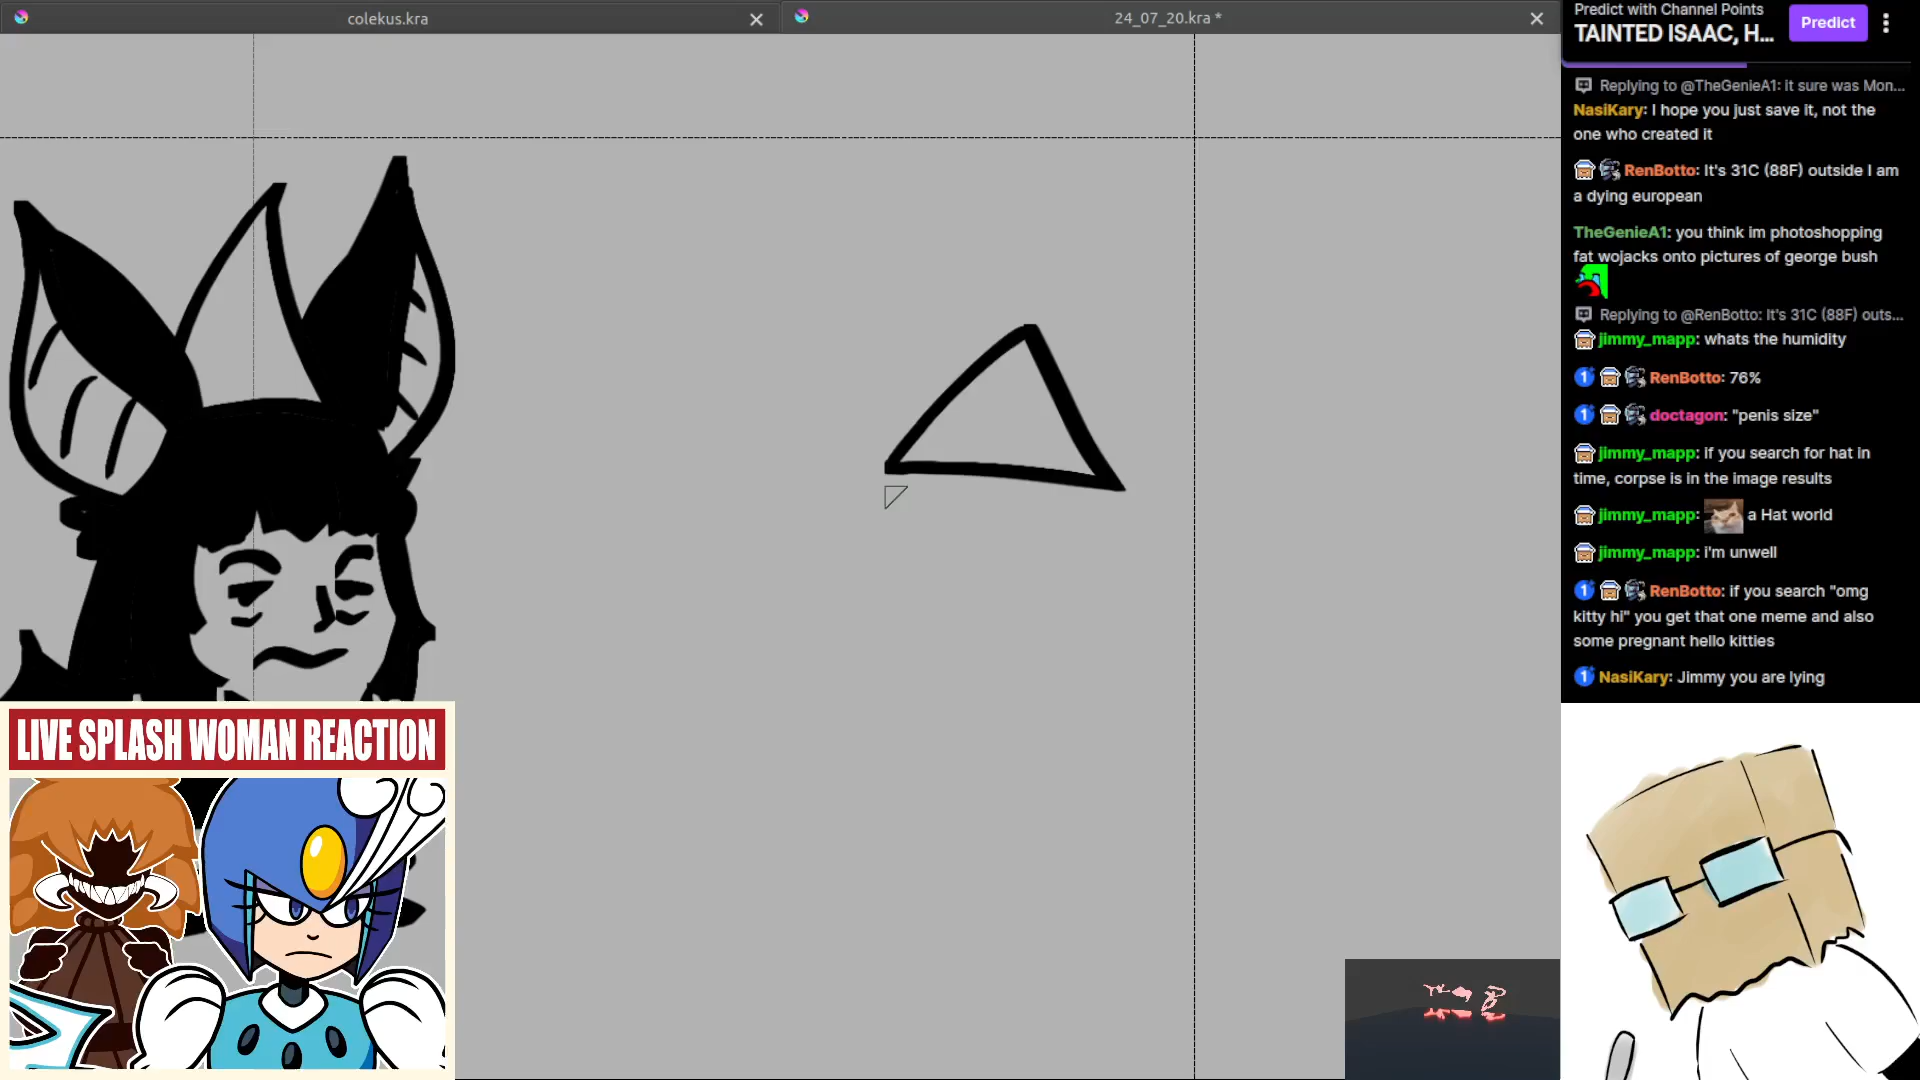 colekus.kra
24_07_20.kra *
Predict with Channel Points
TAINTED ISAAC, H...
Predict
Replying to @TheGenieA1: it sure was Mon...
NasiKary: I hope you just save it, not the
one who created it
RenBotto: It's 31C (88F) outside I am
a dying european
TheGenieA1: you think im photoshopping
fat wojacks onto pictures of george bush
Replying to @RenBotto: It's 31C (88F) outs...
jimmy_mapp: whats the humidity
1 RenBotto: 76%
1 doctagon: "penis size"
jimmy_mapp: if you search for hat in
time, corpse is in the image results
jimmy_mapp: a Hat world
jimmy_mapp: i'm unwell
1 RenBotto: if you search "omg
kitty hi" you get that one meme and also
some pregnant hello kitties
1 NasiKary: Jimmy you are lying
LIVE SPLASH WOMAN REACTION